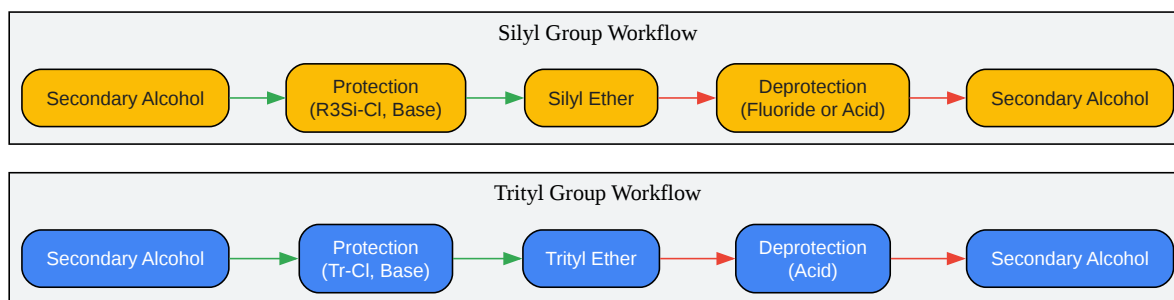 Silyl Group Workflow
Secondary Alcohol
Protection
(R3Si-Cl, Base)
Silyl Ether
Deprotection
(Fluoride or Acid)
Secondary Alcohol
Trityl Group Workflow
Secondary Alcohol
Protection
(Tr-Cl, Base)
Trityl Ether
Deprotection
(Acid)
Secondary Alcohol